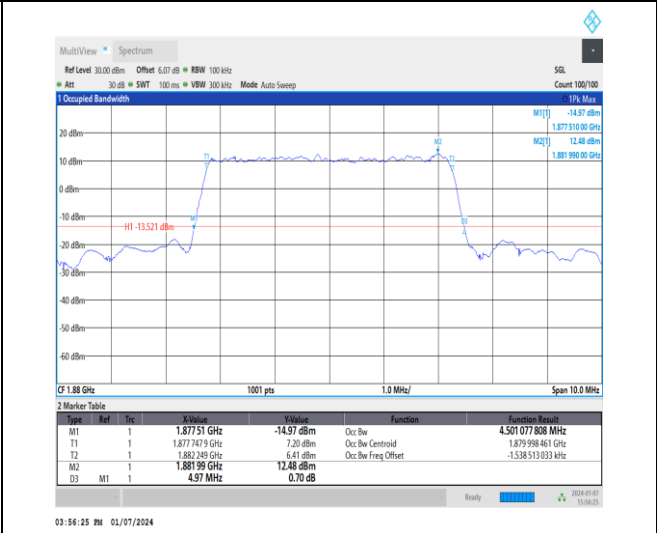 MultiView Spectrum
Ref Level 30.00 dBm Offset 6.07 dB RBW 100 kHz SGL
Att 30 dB SWT 100 ms VBW 300 kHz Mode Auto Sweep Count 100/100
1 Occupied Bandwidth 1Pk Max
M1[1] -14.97 dBm
1.877 510 00 GHz
M2[1] 12.48 dBm
1.881 990 00 GHz
20 dBm
M2
T1
T2
10 dBm
0 dBm
-10 dBm
M1
D3
H1 -13.521 dBm
-20 dBm
-30 dBm
-40 dBm
-50 dBm
-60 dBm
CF 1.88 GHz 1001 pts 1.0 MHz/ Span 10.0 MHz
2 Marker Table
Type Ref Trc X-Value Y-Value Function Function Result
M1 1 1.877 51 GHz -14.97 dBm Occ Bw 4.501 077 808 MHz
T1 1 1.877 747 9 GHz 7.20 dBm Occ Bw Centroid 1.879 998 461 GHz
T2 1 1.882 249 GHz 6.41 dBm Occ Bw Freq Offset -1.538 513 033 kHz
M2 1 1.881 99 GHz 12.48 dBm
D3 M1 1 4.97 MHz 0.70 dB
Ready 2024-01-07
15:56:25
03:56:25 PM 01/07/2024